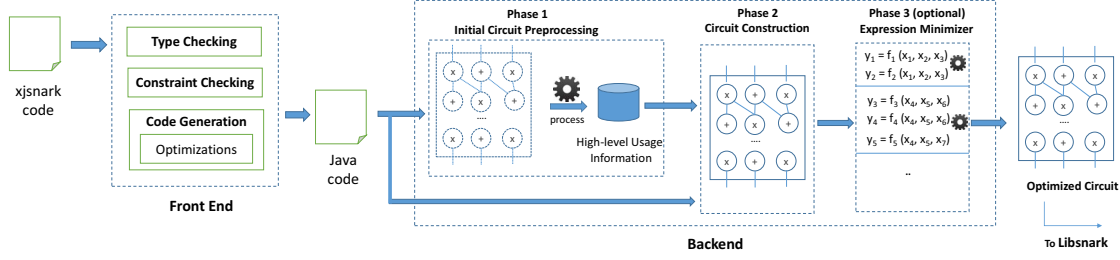 xjsnark
code
Type Checking
Constraint Checking
Code Generation
Optimizations
Front End
Java
code
Phase 1
Initial Circuit Preprocessing
x + x
+ x +
....
x + x
process
High-level Usage
Information
Phase 2
Circuit Construction
x + x
+ x +
....
x + x
Phase 3 (optional)
Expression Minimizer
y1 = f1 (x1, x2, x3)
y2 = f2 (x1, x2, x3)
y3 = f3 (x4, x5, x6)
y4 = f4 (x4, x5, x6)
y5 = f5 (x4, x5, x7)
..
Backend
x + x
+ x +
....
x + x
Optimized Circuit
To Libsnark